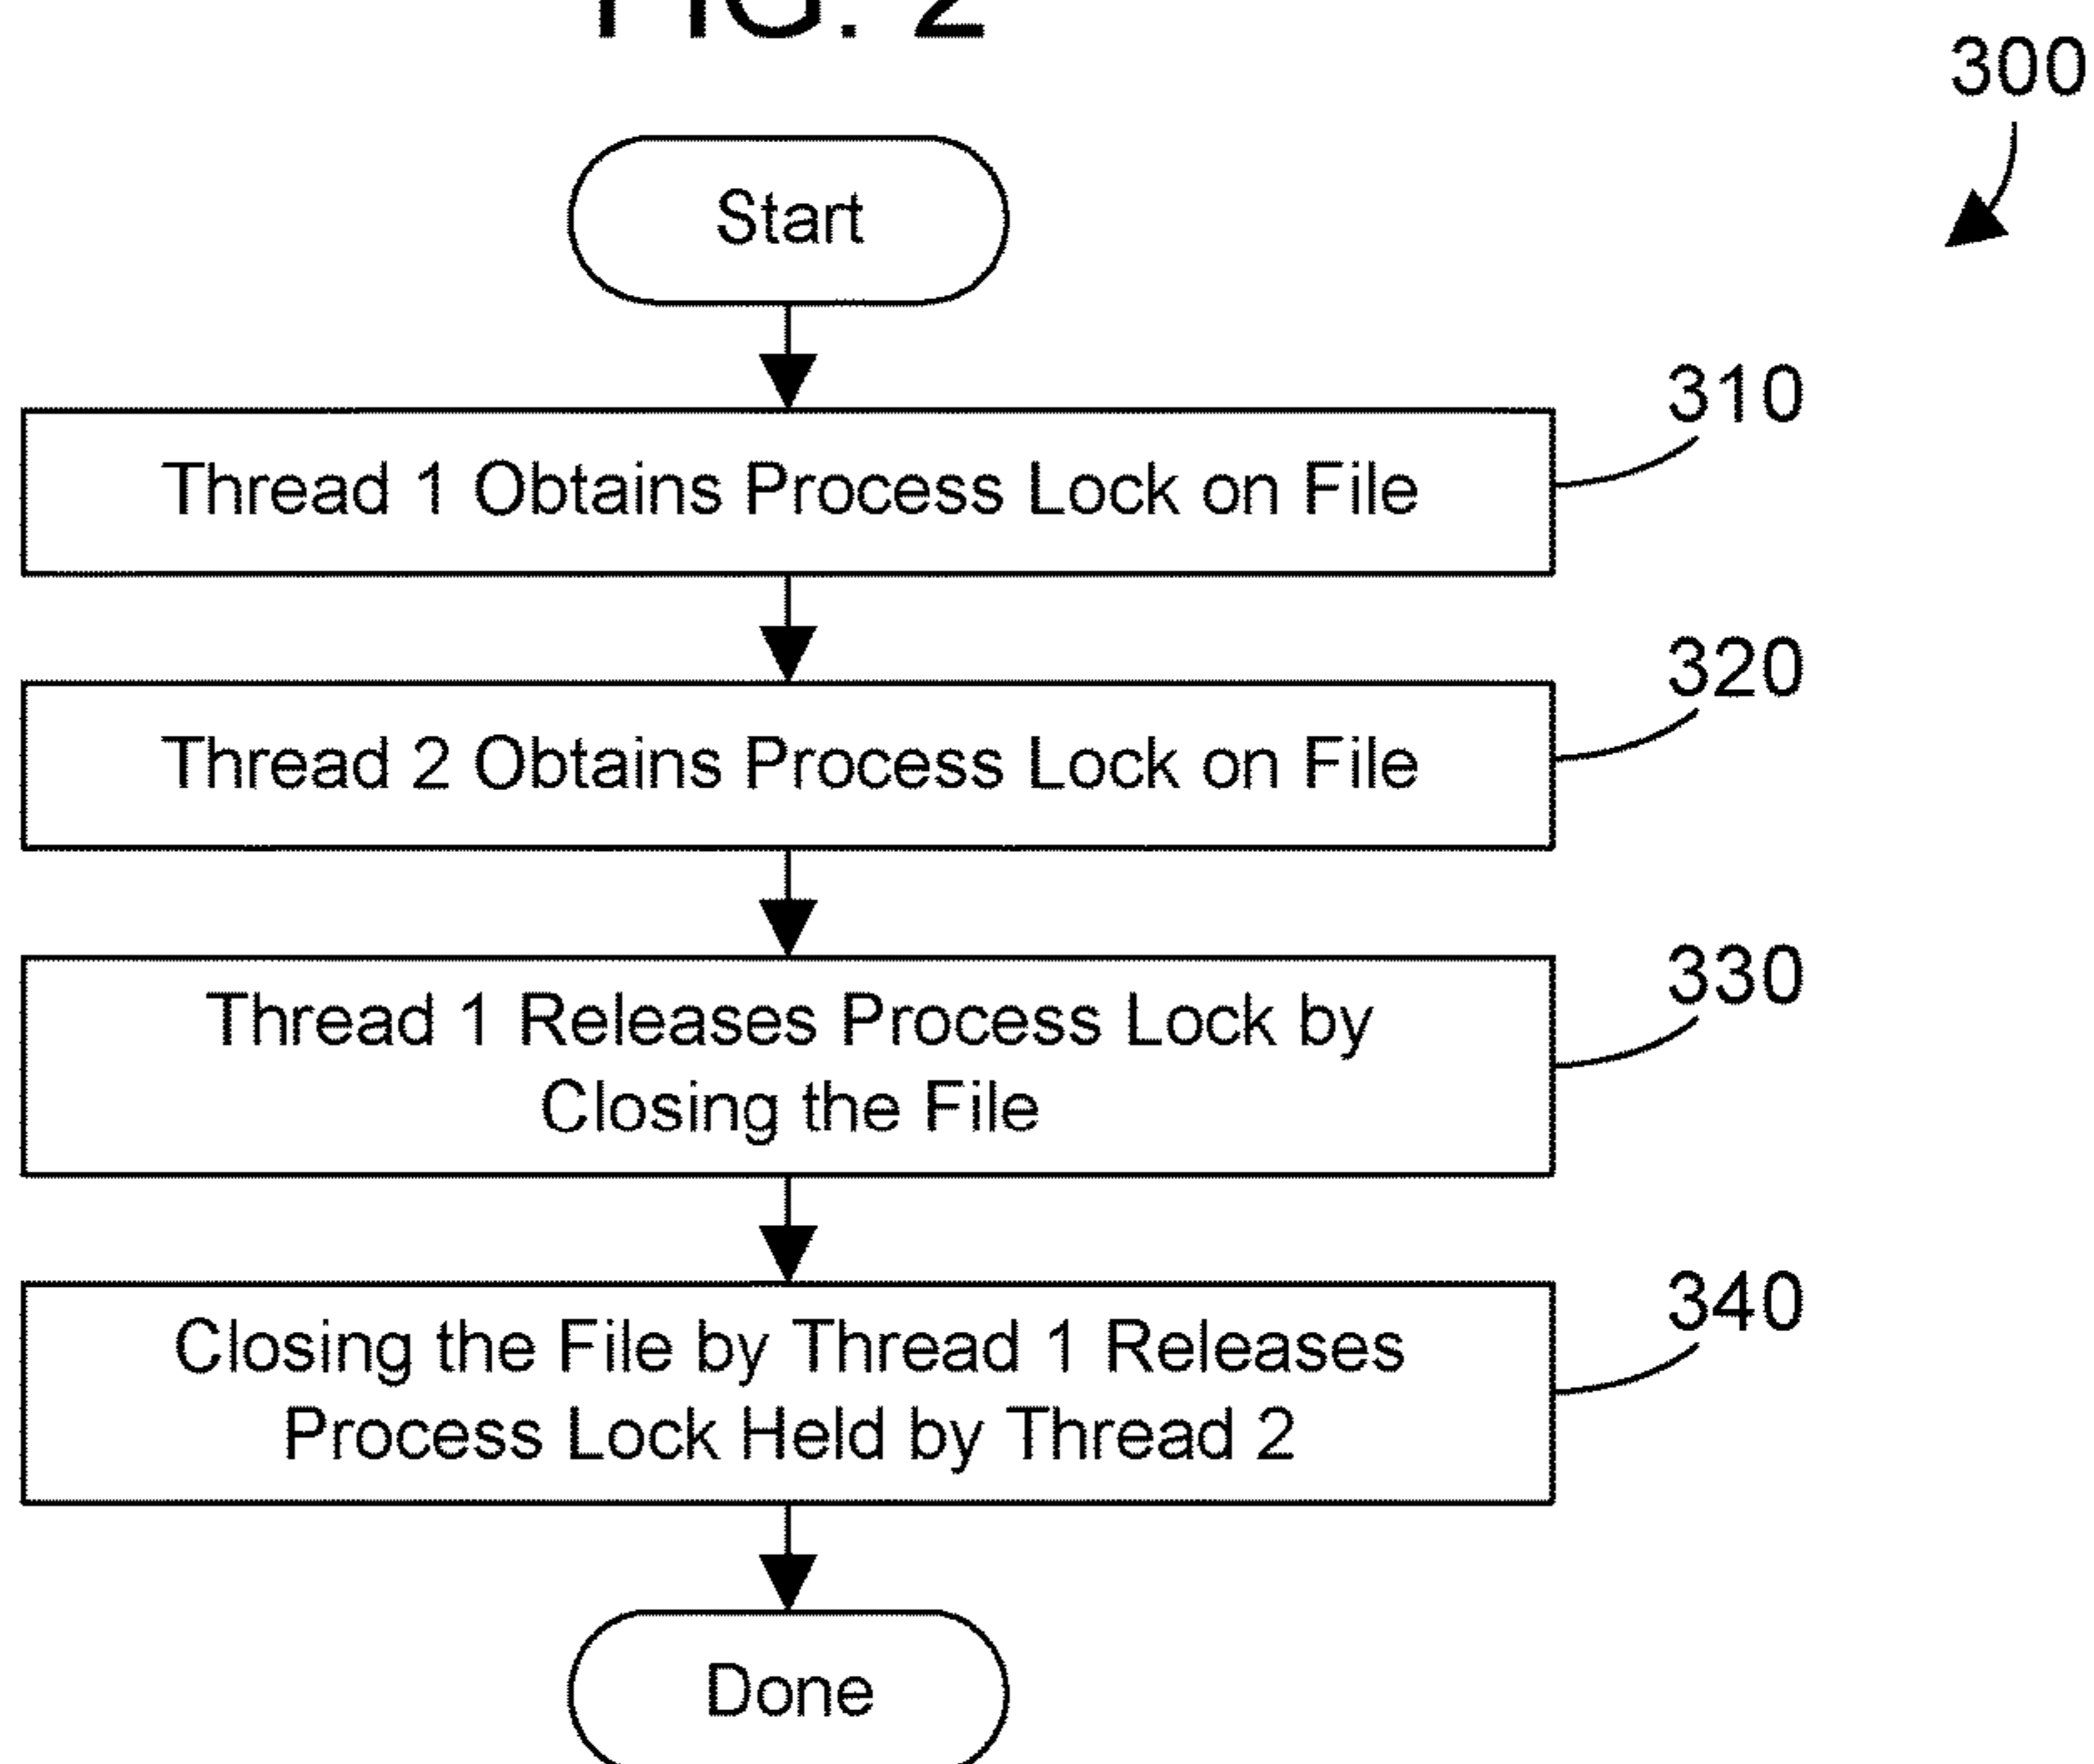 FIG. 2
300
Start
310
Thread 1 Obtains Process Lock on File
320
Thread 2 Obtains Process Lock on File
330
Thread 1 Releases Process Lock by
Closing the File
340
Closing the File by Thread 1 Releases
Process Lock Held by Thread 2
Done